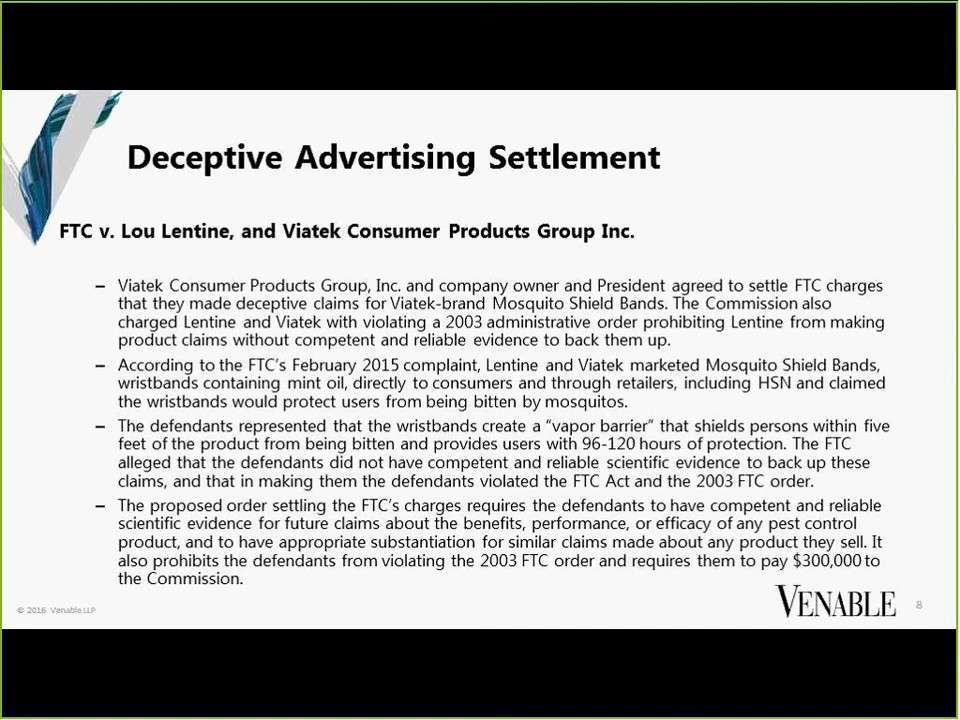 Deceptive Advertising Settlement
FTC v. Lou Lentine, and Viatek Consumer Products Group Inc.
– Viatek Consumer Products Group, Inc. and company owner and President agreed to settle FTC charges
that they made deceptive claims for Viatek-brand Mosquito Shield Bands. The Commission also
charged Lentine and Viatek with violating a 2003 administrative order prohibiting Lentine from making
product claims without competent and reliable evidence to back them up.
– According to the FTC's February 2015 complaint, Lentine and Viatek marketed Mosquito Shield Bands,
wristbands containing mint oil, directly to consumers and through retailers, including HSN and claimed
the wristbands would protect users from being bitten by mosquitos.
– The defendants represented that the wristbands create a “vapor barrier” that shields persons within five
feet of the product from being bitten and provides users with 96-120 hours of protection. The FTC
alleged that the defendants did not have competent and reliable scientific evidence to back up these
claims, and that in making them the defendants violated the FTC Act and the 2003 FTC order.
– The proposed order settling the FTC's charges requires the defendants to have competent and reliable
scientific evidence for future claims about the benefits, performance, or efficacy of any pest control
product, and to have appropriate substantiation for similar claims made about any product they sell. It
also prohibits the defendants from violating the 2003 FTC order and requires them to pay $300,000 to
the Commission.
© 2016 Venable LLP
VENABLE
8